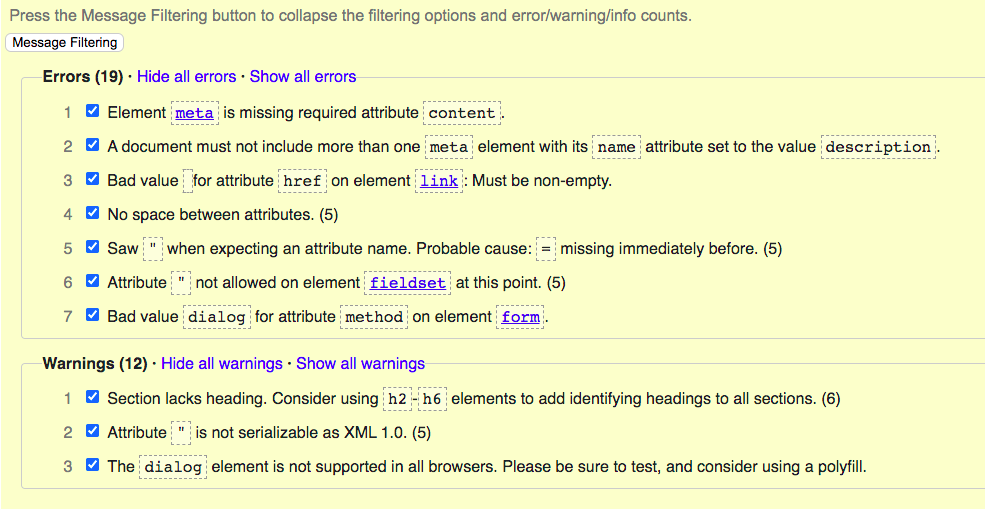 Press the Message Filtering button to collapse the filtering options and error/warning/info counts.
Message Filtering
Errors (19) · Hide all errors · Show all errors
1 Element meta is missing required attribute content.
2 A document must not include more than one meta element with its name attribute set to the value description.
3 Bad value for attribute href on element link: Must be non-empty.
4 No space between attributes. (5)
5 Saw " when expecting an attribute name. Probable cause: = missing immediately before. (5)
6 Attribute " not allowed on element fieldset at this point. (5)
7 Bad value dialog for attribute method on element form.
Warnings (12) · Hide all warnings · Show all warnings
1 Section lacks heading. Consider using h2-h6 elements to add identifying headings to all sections. (6)
2 Attribute " is not serializable as XML 1.0. (5)
3 The dialog element is not supported in all browsers. Please be sure to test, and consider using a polyfill.